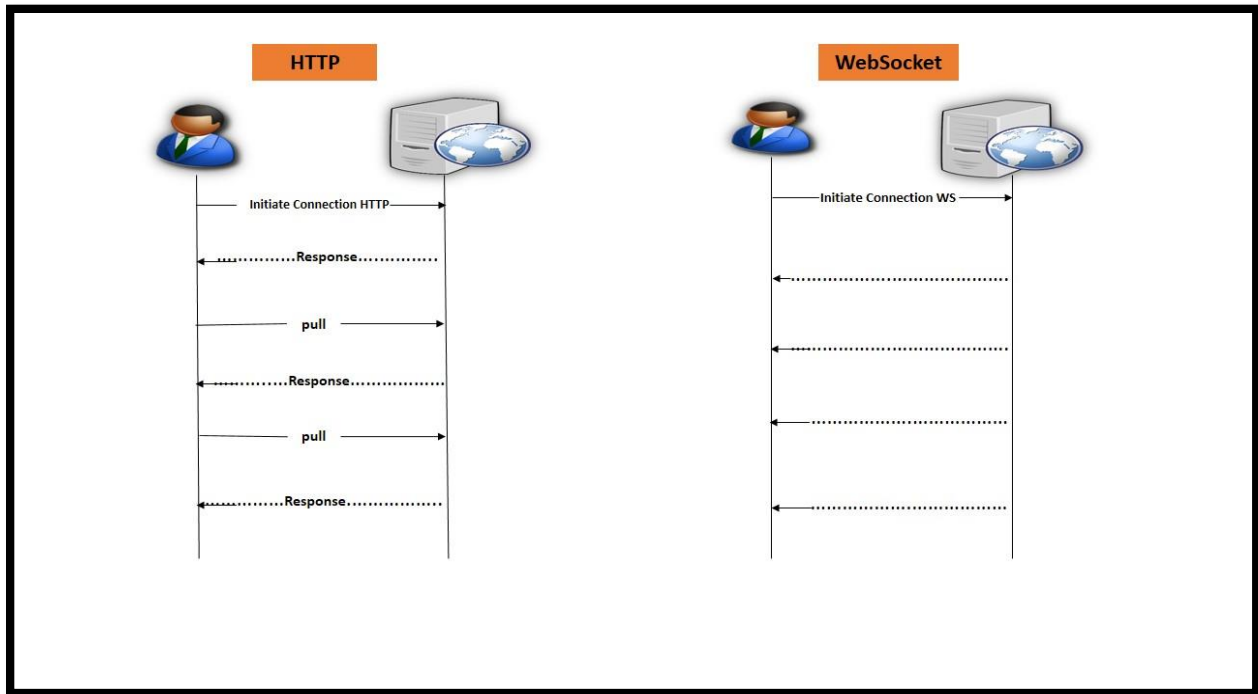 HTTP
Initiate Connection HTTP
Response
pull
Response
pull
Response
WebSocket
Initiate Connection WS